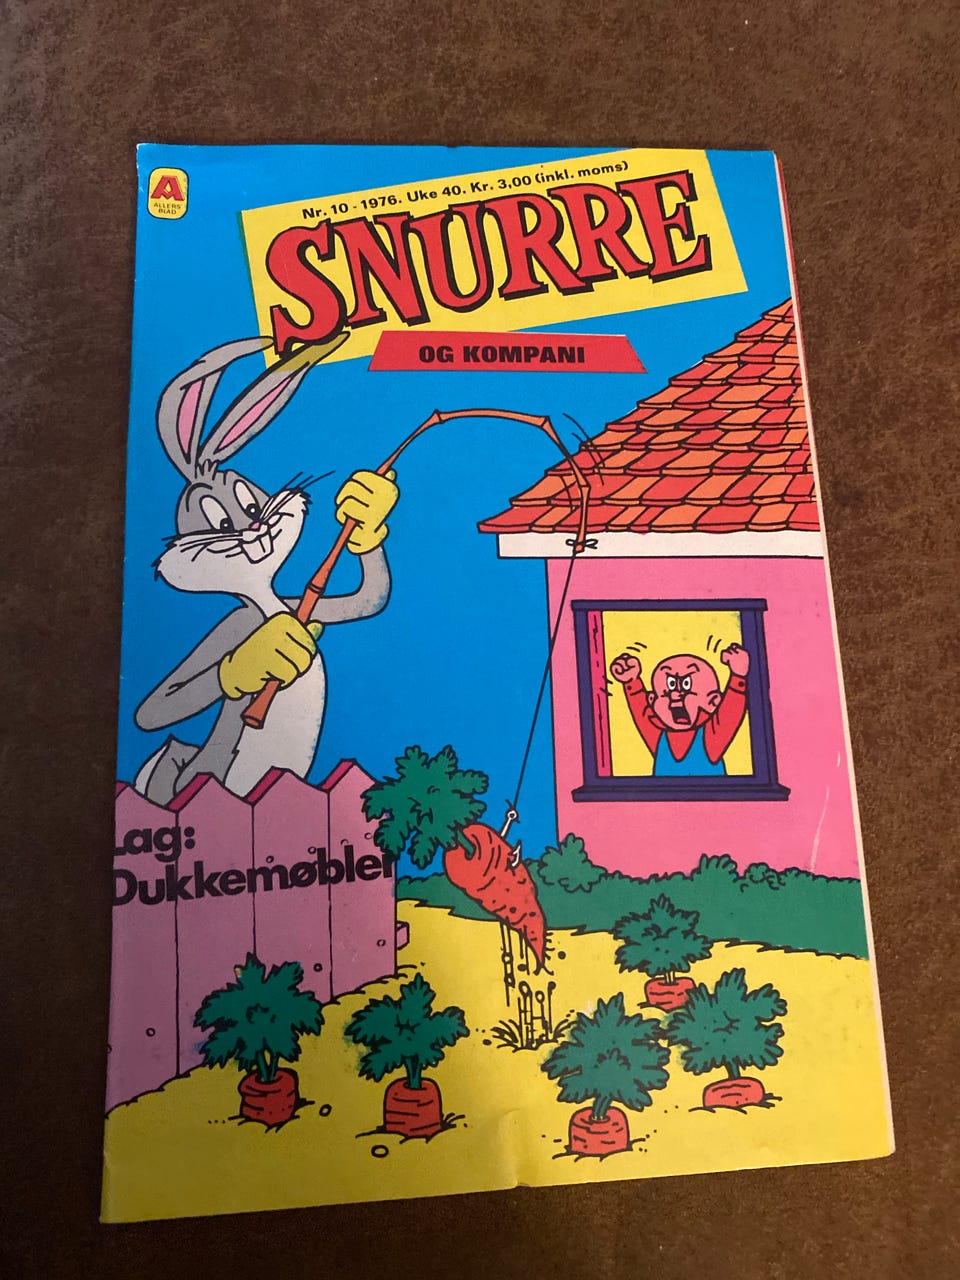 A
ALLERS
BLAD
Nr. 10 - 1976. Uke 40. Kr. 3,00 (inkl. moms)
SNURRE
OG KOMPANI
Lag:
Dukkemøbler